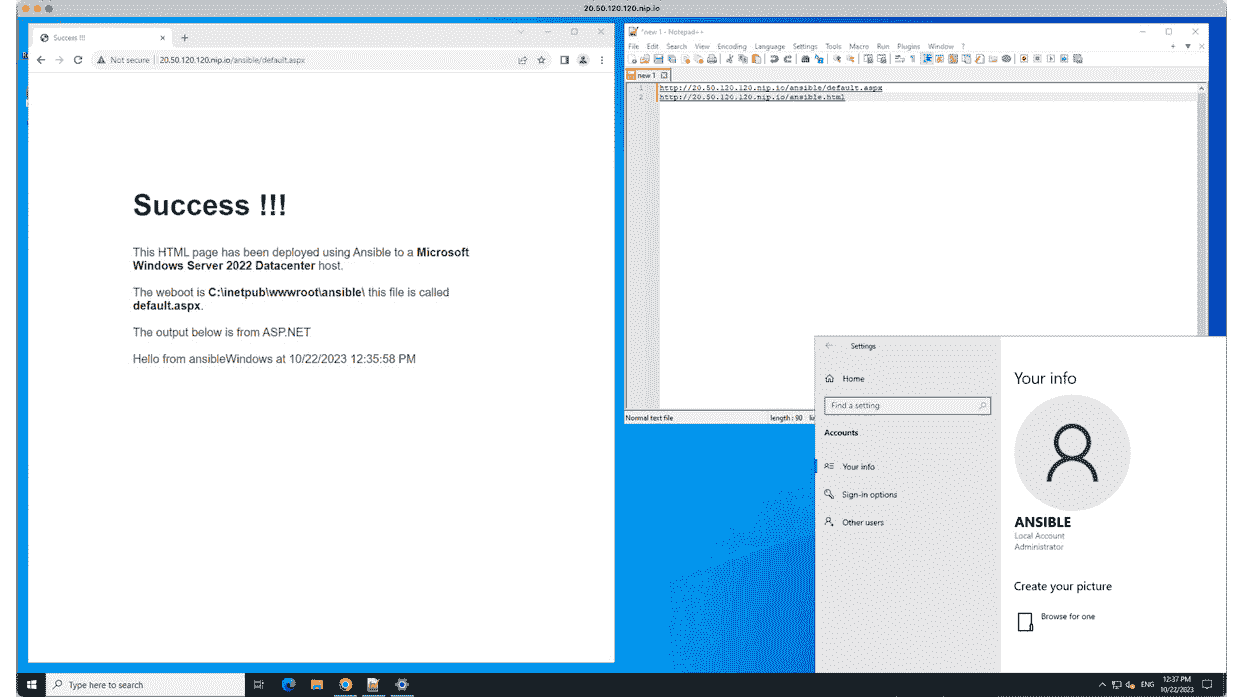 20.50.120.120.nip.io
Success !!!
Not secure
20.50.120.120.nip.io/ansible/default.aspx
Success !!!
This HTML page has been deployed using Ansible to a Microsoft
Windows Server 2022 Datacenter host.
The weboot is C:\inetpub\wwwroot\ansible\ this file is called
default.aspx.
The output below is from ASP.NET
Hello from ansibleWindows at 10/22/2023 12:35:58 PM
*new 1 - Notepad++
File Edit Search View Encoding Language Settings Tools Macro Run Plugins Window ?
new 1
1 http://20.50.120.120.nip.io/ansible/default.aspx
2 http://20.50.120.120.nip.io/ansible.html
Normal text file
length : 90
Settings
Home
Find a setting
Accounts
Your info
Sign-in options
Other users
Your info
ANSIBLE
Local Account
Administrator
Create your picture
Browse for one
Type here to search
ENG
12:37 PM
10/22/2023